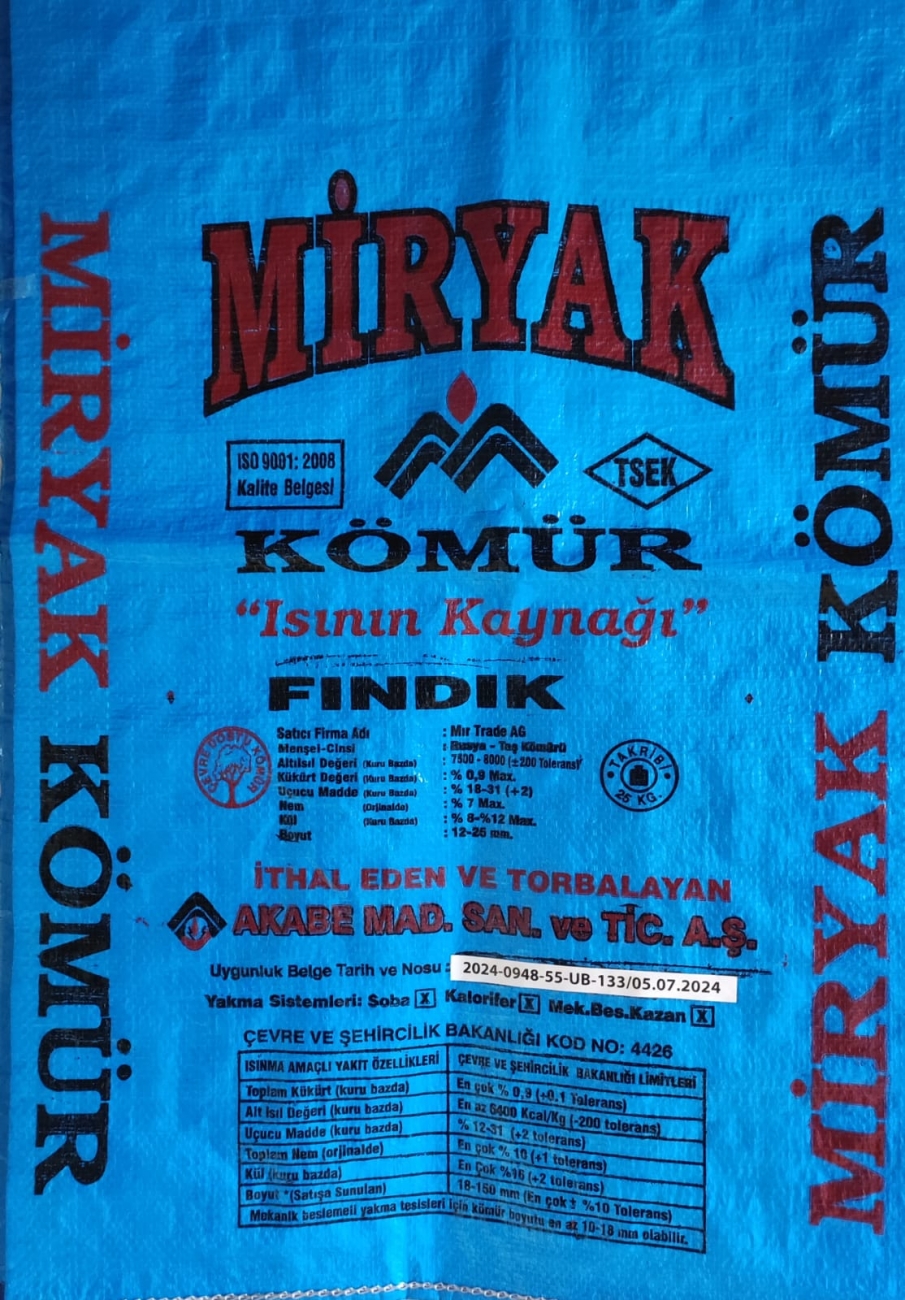 MİRYAK
ISO 9001: 2008
Kalite Belgesi
TSEK
KÖMÜR
“Isının Kaynağı”
FINDIK
Satıcı Firma Adı : Mır Trade AG
Menşei-Cinsi : Rusya - Taş Kömürü
Altılsıl Değeri (Kuru Bazda) : 7500 - 8000 (±200 Tolerans)
Kükürt Değeri (Kuru Bazda) : % 0,9 Max.
Uçucu Madde (Kuru Bazda) : % 18-31 (+2)
Nem (Orjinalde) : % 7 Max.
Kül (Kuru Bazda) : % 8-%12 Max.
Boyut : 12-25 mm.
ÇEVRE DOSTU KÖMÜR
TAKRİBİ
25 KG.
İTHAL EDEN VE TORBALAYAN
AKABE MAD. SAN. ve TİC. A.Ş.
Uygunluk Belge Tarih ve Nosu : 2024-0948-55-UB-133/05.07.2024
Yakma Sistemleri: Soba X Kalorifer X Mek.Bes.Kazan X
ÇEVRE VE ŞEHİRCİLİK BAKANLIĞI KOD NO: 4426
ISINMA AMAÇLI YAKIT ÖZELLİKLERİ ÇEVRE VE ŞEHİRCİLİK BAKANLIĞI LİMİTLERİ
Toplam Kükürt (kuru bazda) En çok % 0,9 (+0.1 Tolerans)
Alt Isıl Değeri (kuru bazda) En az 6400 Kcal/Kg (-200 tolerans)
Uçucu Madde (kuru bazda) % 12-31 (+2 tolerans)
Toplam Nem (orjinalde) En çok % 10 (+1 tolerans)
Kül (kuru bazda) En Çok %16 (+2 tolerans)
Boyut *(Satışa Sunulan) 18-150 mm (En çok ± %10 Tolerans)
Mekanik beslemeli yakma tesisleri için kömür boyutu en az 10-18 mm olabilir.
MİRYAK KÖMÜR
MİRYAK KÖMÜR